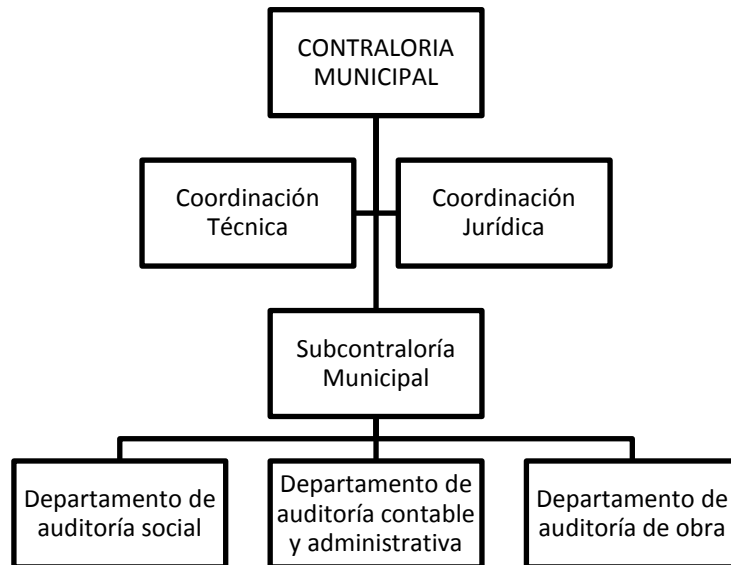 CONTRALORIA
MUNICIPAL
Coordinación
Técnica
Coordinación
Jurídica
Subcontraloría
Municipal
Departamento de
auditoría social
Departamento de
auditoría contable
y administrativa
Departamento de
auditoría de obra